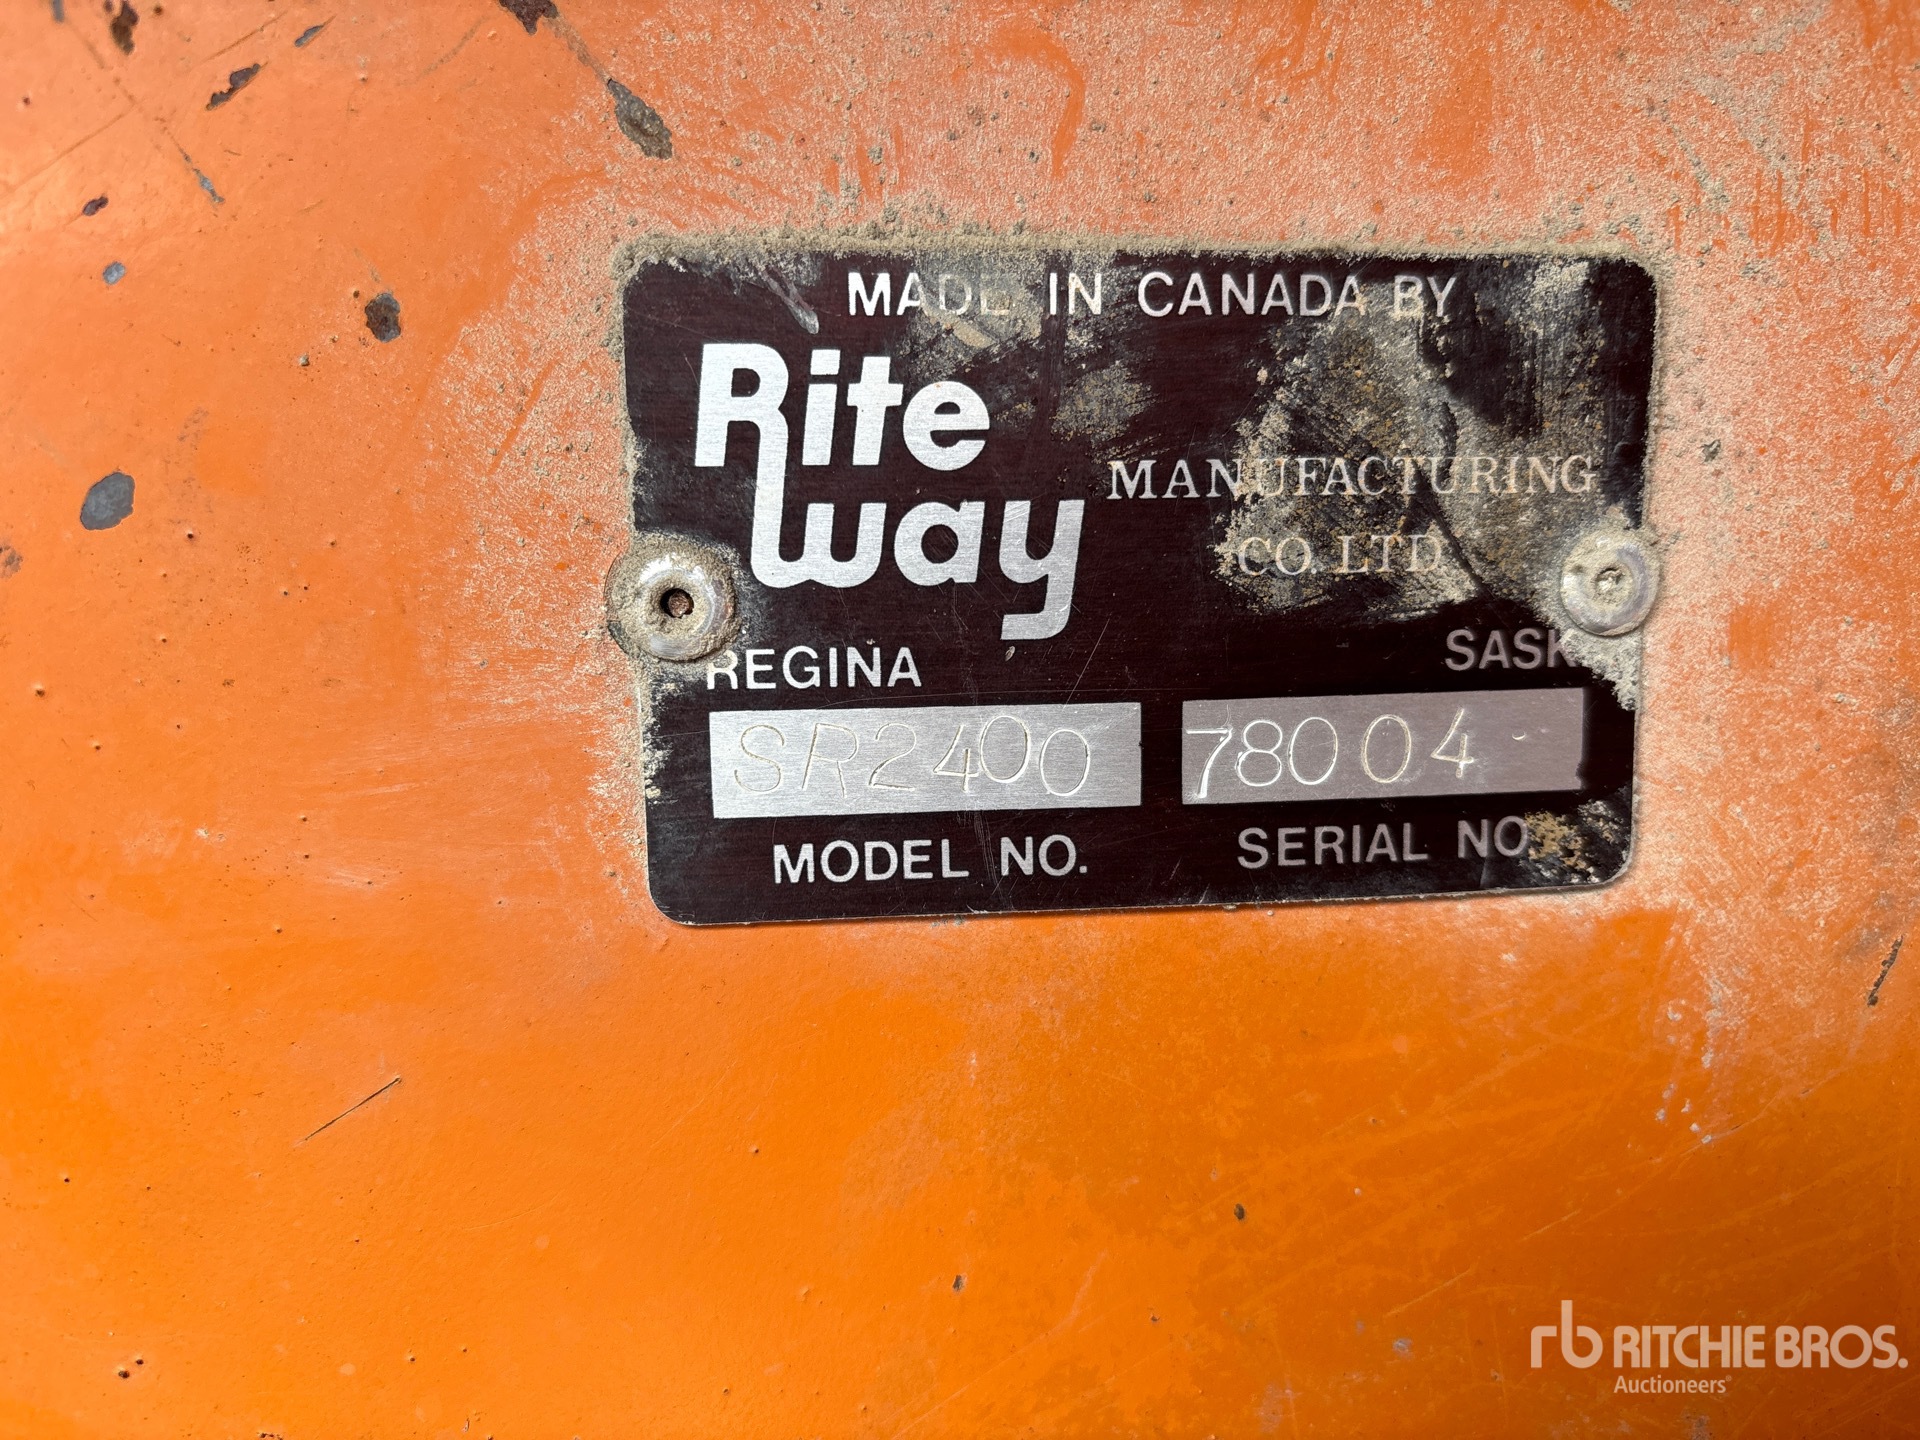 MADE IN CANADA BY
Rite
way
MANUFACTURING
CO. LTD.
REGINA SASK.
SR2400 78004
MODEL NO. SERIAL NO.
rb RITCHIE BROS.
Auctioneers